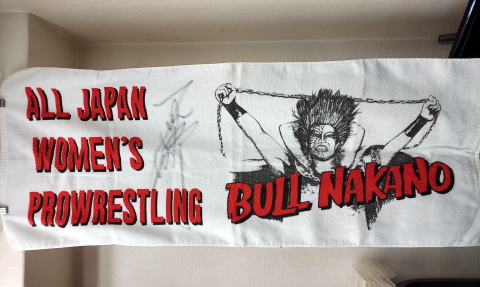 ALL JAPAN
WOMEN'S
PROWRESTLING
BULL NAKANO